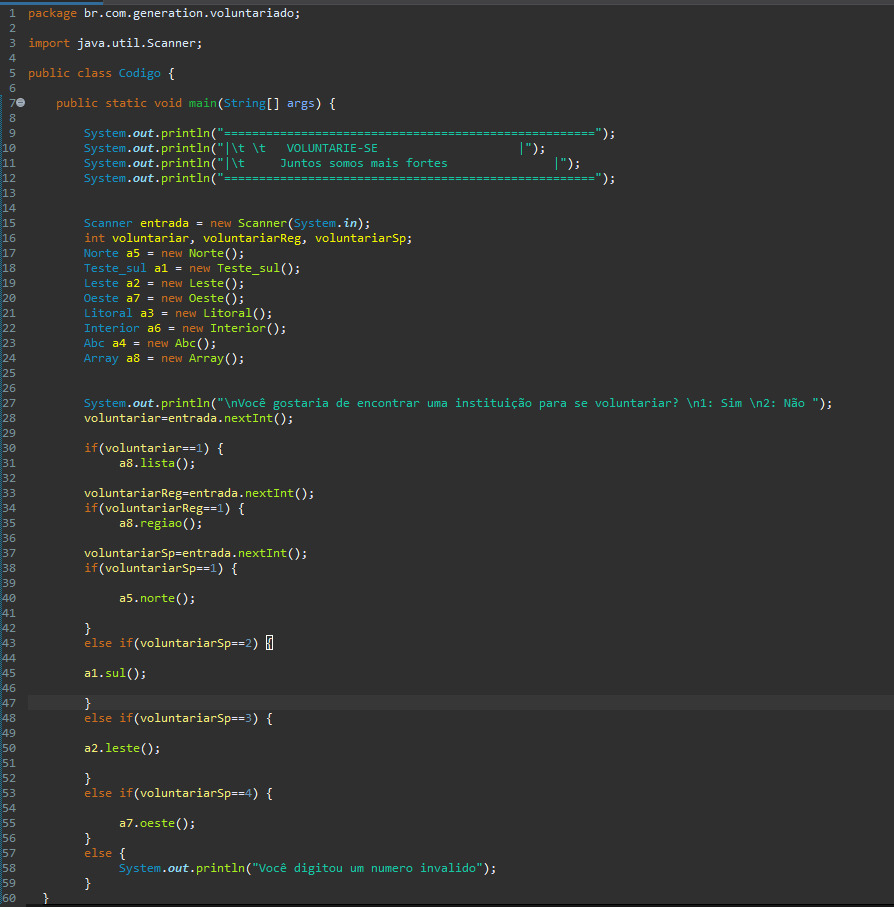 1 package br.com.generation.voluntariado;
2
3 import java.util.Scanner;
4
5 public class Codigo {
6
7 public static void main(String[] args) {
8
9 System.out.println("=====================================================");
10 System.out.println("|\t \t   VOLUNTARIE-SE                    |");
11 System.out.println("|\t     Juntos somos mais fortes               |");
12 System.out.println("=====================================================");
13
14
15 Scanner entrada = new Scanner(System.in);
16 int voluntariar, voluntariarReg, voluntariarSp;
17 Norte a5 = new Norte();
18 Teste_sul a1 = new Teste_sul();
19 Leste a2 = new Leste();
20 Oeste a7 = new Oeste();
21 Litoral a3 = new Litoral();
22 Interior a6 = new Interior();
23 Abc a4 = new Abc();
24 Array a8 = new Array();
25
26
27 System.out.println("\nVocê gostaria de encontrar uma instituição para se voluntariar? \n1: Sim \n2: Não ");
28 voluntariar=entrada.nextInt();
29
30 if(voluntariar==1) {
31 a8.lista();
32
33 voluntariarReg=entrada.nextInt();
34 if(voluntariarReg==1) {
35 a8.regiao();
36
37 voluntariarSp=entrada.nextInt();
38 if(voluntariarSp==1) {
39
40 a5.norte();
41
42 }
43 else if(voluntariarSp==2) {
44
45 a1.sul();
46
47 }
48 else if(voluntariarSp==3) {
49
50 a2.leste();
51
52 }
53 else if(voluntariarSp==4) {
54
55 a7.oeste();
56 }
57 else {
58 System.out.println("Você digitou um numero invalido");
59 }
60 }